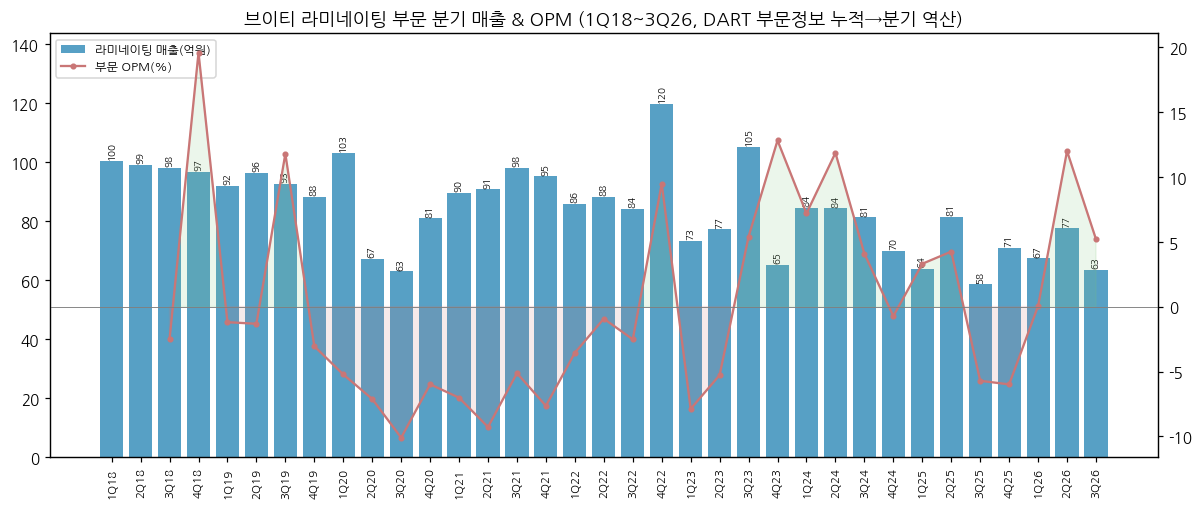 브이티 라미네이팅 부문 분기 매출 & OPM (1Q18~3Q26, DART 부문정보 누적→분기 역산)
라미네이팅 매출(억원)
부문 OPM(%)
140
120
100
80
60
40
20
0
20
15
10
5
0
-5
-10
100
99
98
97
92
96
93
88
103
67
63
81
90
91
98
95
86
88
84
120
73
77
105
65
84
84
81
70
64
81
58
71
67
77
63
1Q18
2Q18
3Q18
4Q18
1Q19
2Q19
3Q19
4Q19
1Q20
2Q20
3Q20
4Q20
1Q21
2Q21
3Q21
4Q21
1Q22
2Q22
3Q22
4Q22
1Q23
2Q23
3Q23
4Q23
1Q24
2Q24
3Q24
4Q24
1Q25
2Q25
3Q25
4Q25
1Q26
2Q26
3Q26